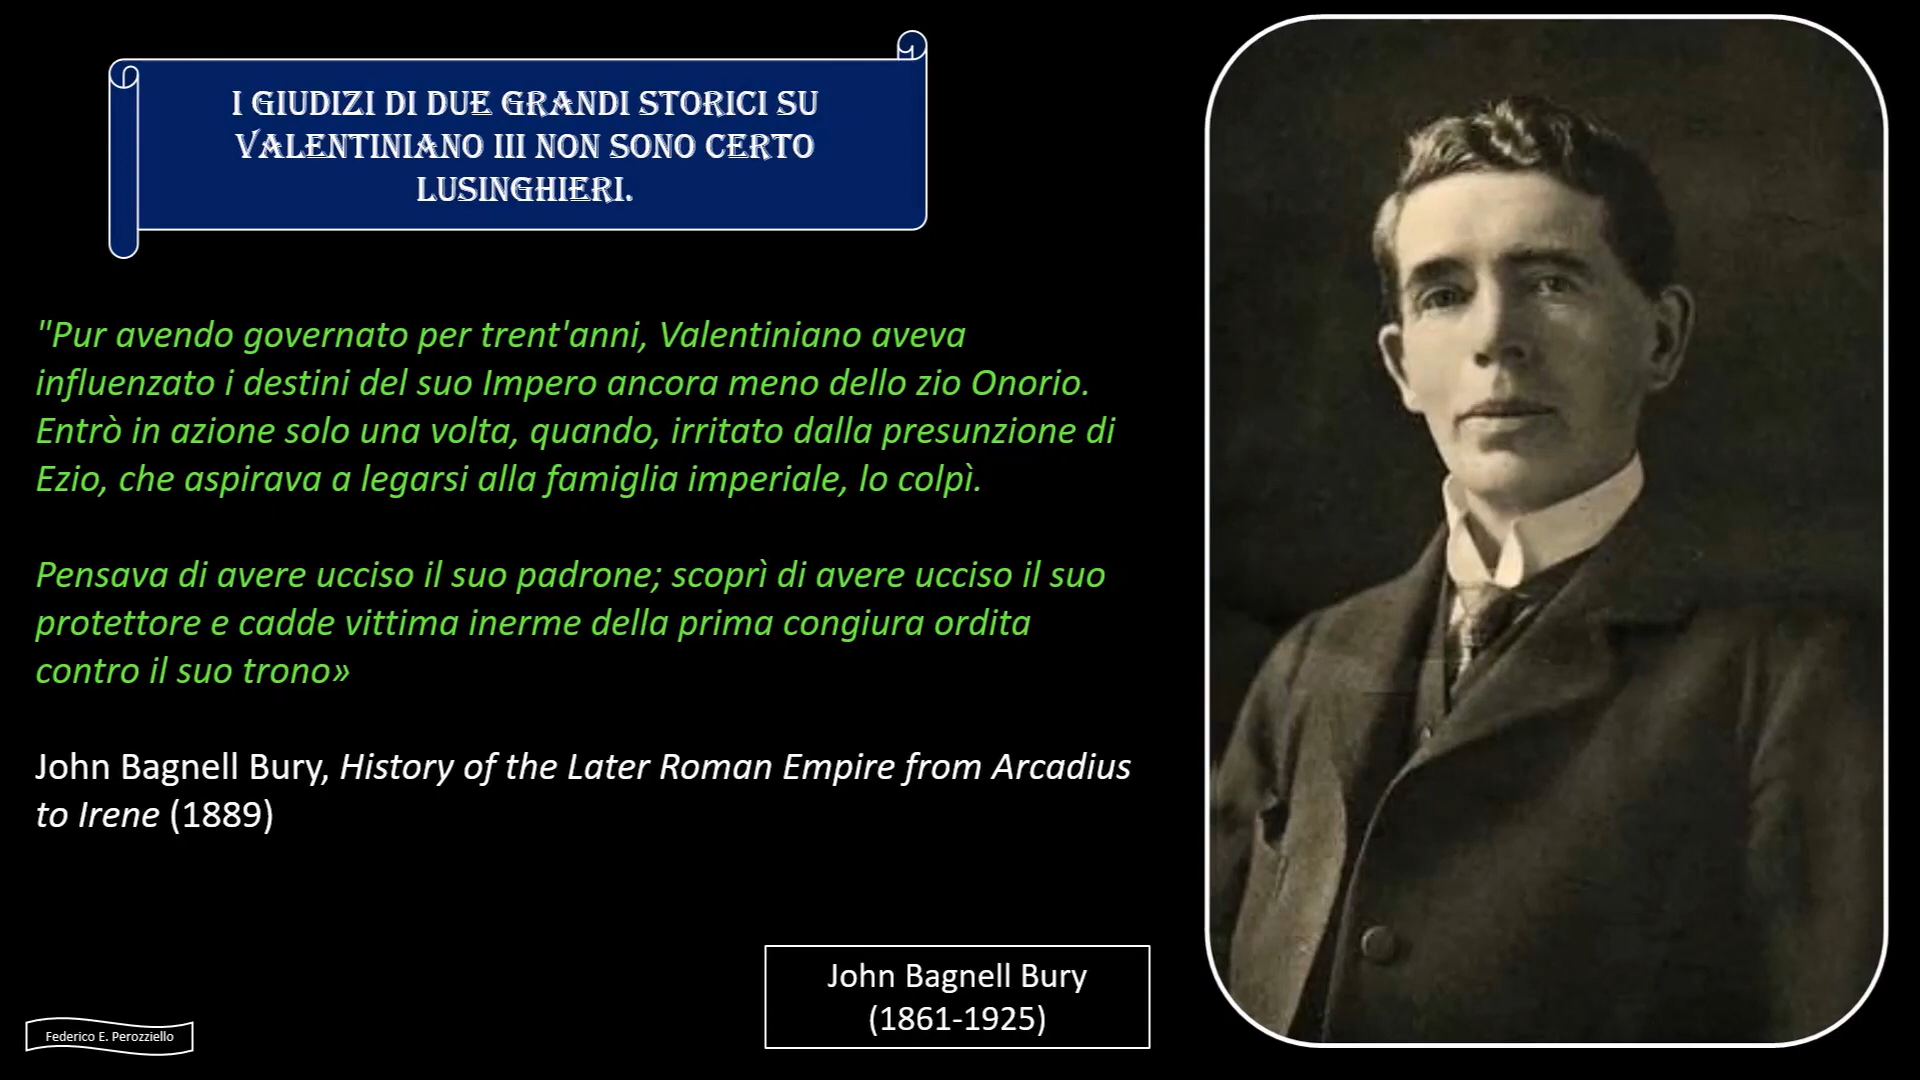 I GIUDIZI DI DUE GRANDI STORICI SU
VALENTINIANO III NON SONO CERTO
LUSINGHIERI.
"Pur avendo governato per trent'anni, Valentiniano aveva
influenzato i destini del suo Impero ancora meno dello zio Onorio.
Entrò in azione solo una volta, quando, irritato dalla presunzione di
Ezio, che aspirava a legarsi alla famiglia imperiale, lo colpì.
Pensava di avere ucciso il suo padrone; scoprì di avere ucciso il suo
protettore e cadde vittima inerme della prima congiura ordita
contro il suo trono»
John Bagnell Bury, History of the Later Roman Empire from Arcadius
to Irene (1889)
John Bagnell Bury
(1861-1925)
Federico E. Perozziello